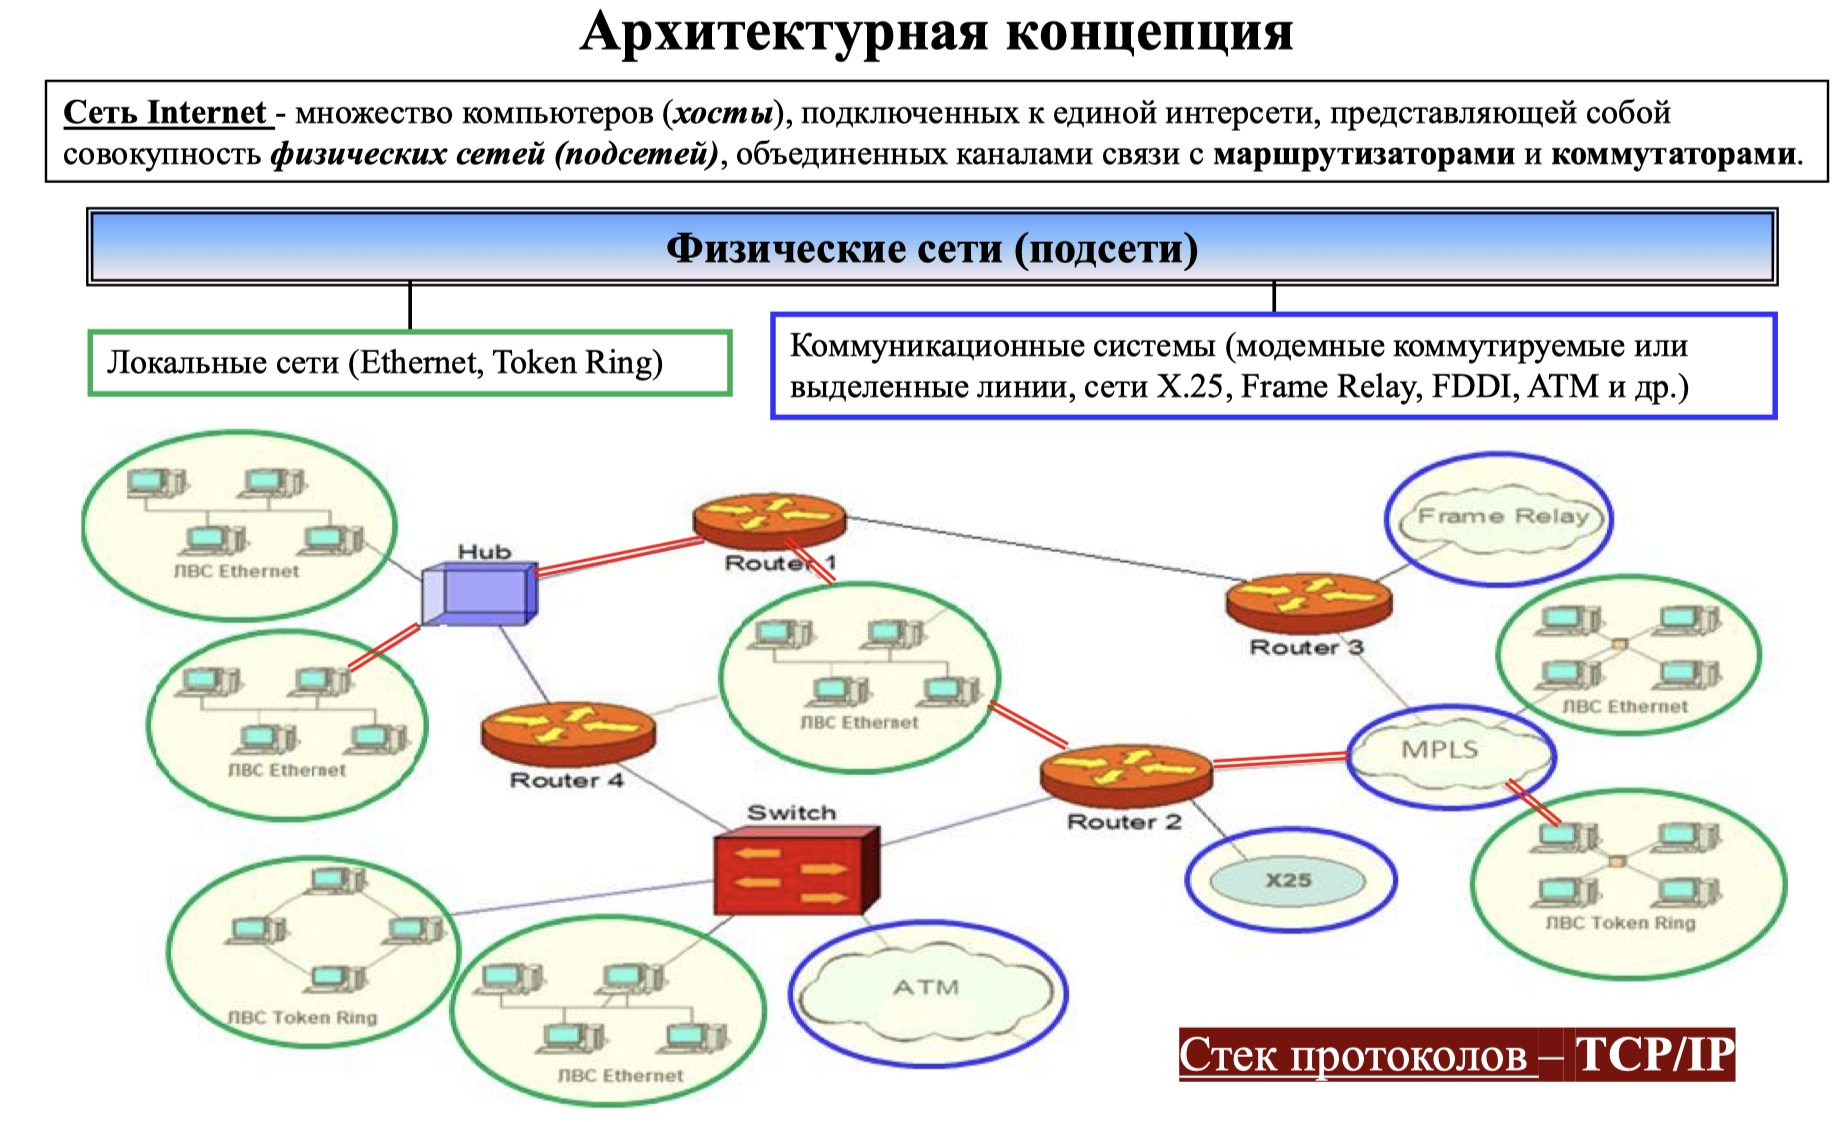 Архитектурная концепция
Сеть Internet - множество компьютеров (хосты), подключенных к единой интерсети, представляющей собой
совокупность физических сетей (подсетей), объединенных каналами связи с маршрутизаторами и коммутаторами.
Физические сети (подсети)
Локальные сети (Ethernet, Token Ring)
Коммуникационные системы (модемные коммутируемые или
выделенные линии, сети X.25, Frame Relay, FDDI, ATM и др.)
Frame Relay
Hub
Router 1
ЛВС Ethernet
Router 3
ЛВС Ethernet
ЛВС Ethernet
MPLS
ЛВС Ethernet
Router 4
Switch
Router 2
X25
ЛВС Token Ring
ATM
ЛВС Token Ring
ЛВС Ethernet
Стек протоколов – TCP/IP